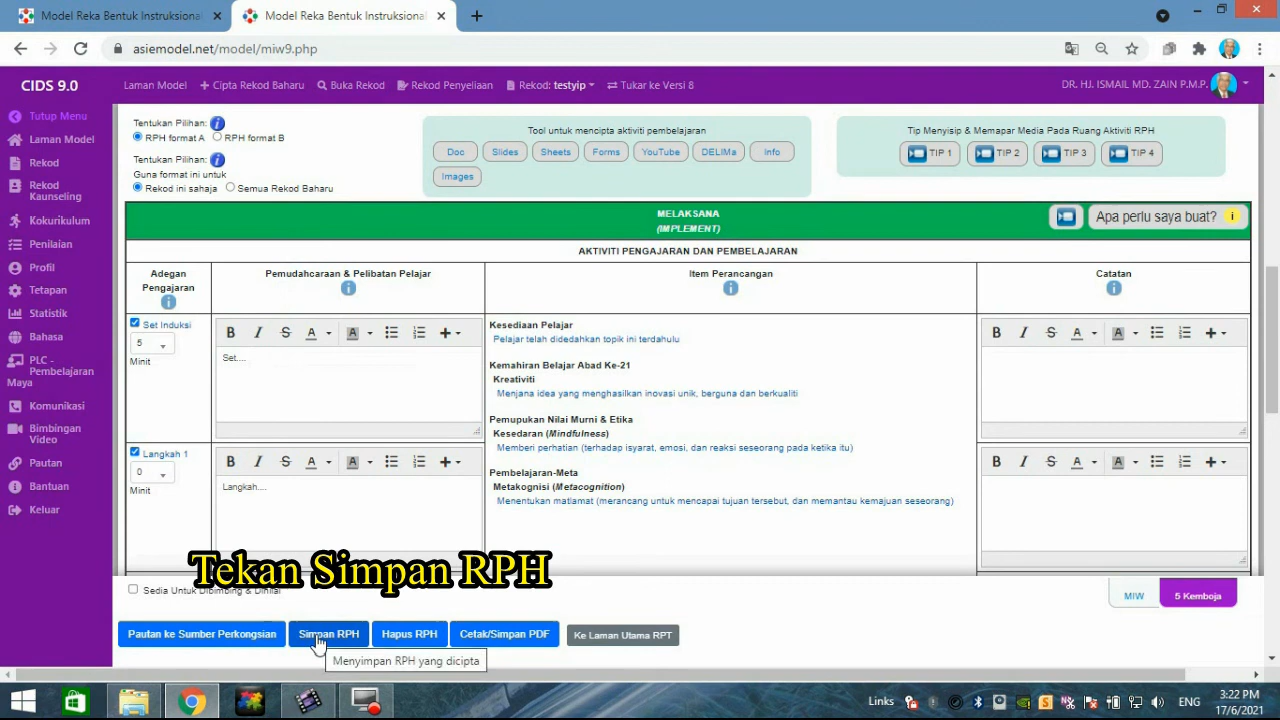 Model Reka Bentuk Instruksional
Model Reka Bentuk Instruksional
asiemodel.net/model/miw9.php
CIDS 9.0
Laman Model
Cipta Rekod Baharu
Buka Rekod
Rekod Penyeliaan
Rekod: testyip
Tukar ke Versi 8
DR. HJ. ISMAIL MD. ZAIN P.M.P.
Tutup Menu
Laman Model
Rekod
Rekod
Kaunseling
Kokurikulum
Penilaian
Profil
Tetapan
Statistik
Bahasa
PLC -
Pembelajaran
Maya
Komunikasi
Bimbingan
Video
Pautan
Bantuan
Keluar
Tentukan Pilihan:
RPH format A
RPH format B
Tentukan Pilihan:
Guna format ini untuk
Rekod ini sahaja
Semua Rekod Baharu
Tool untuk mencipta aktiviti pembelajaran
Doc
Slides
Sheets
Forms
YouTube
DELIMa
Info
Images
Tip Menyisip & Memapar Media Pada Ruang Aktiviti RPH
TIP 1
TIP 2
TIP 3
TIP 4
MELAKSANA
(IMPLEMENT)
Apa perlu saya buat?
AKTIVITI PENGAJARAN DAN PEMBELAJARAN
Adegan
Pengajaran
Pemudahcaraan & Pelibatan Pelajar
Item Perancangan
Catatan
Set Induksi
5
Minit
B I S A A
Set....
Kesediaan Pelajar
Pelajar telah didedahkan topik ini terdahulu
Kemahiran Belajar Abad Ke-21
Kreativiti
Menjana idea yang menghasilkan inovasi unik, berguna dan berkualiti
Pemupukan Nilai Murni & Etika
Kesedaran (Mindfulness)
Memberi perhatian (terhadap isyarat, emosi, dan reaksi seseorang pada ketika itu)
Pembelajaran-Meta
Metakognisi (Metacognition)
Menentukan matlamat (merancang untuk mencapai tujuan tersebut, dan memantau kemajuan seseorang)
B I S A A
Langkah 1
0
Minit
B I S A A
Langkah....
B I S A A
Tekan Simpan RPH
Sedia Untuk Dibimbing & Dinilai
MIW
5 Kemboja
Pautan ke Sumber Perkongsian
Simpan RPH
Hapus RPH
Cetak/Simpan PDF
Ke Laman Utama RPT
Menyimpan RPH yang dicipta
Links
ENG
3:22 PM
17/6/2021